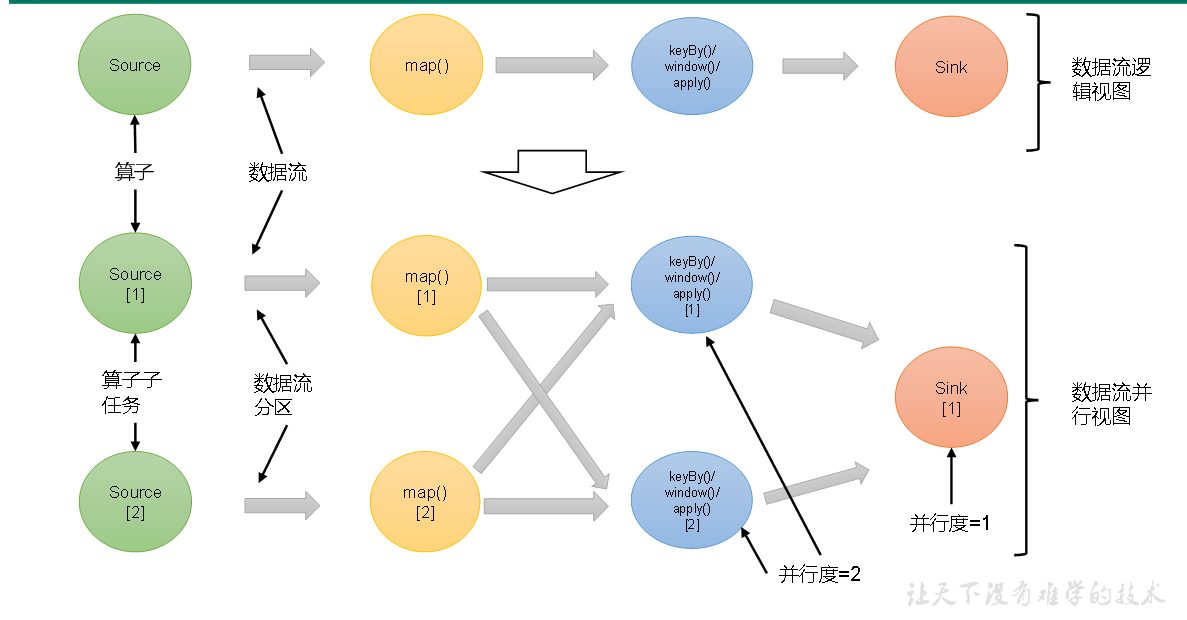 Source
map()
keyBy()/
window()/
apply()
Sink
数据流逻
辑视图
算子
数据流
Source
[1]
map()
[1]
keyBy()/
window()/
apply()
[1]
算子子
任务
数据流
分区
Sink
[1]
数据流并
行视图
Source
[2]
map()
[2]
keyBy()/
window()/
apply()
[2]
并行度=1
并行度=2
让天下没有难学的技术